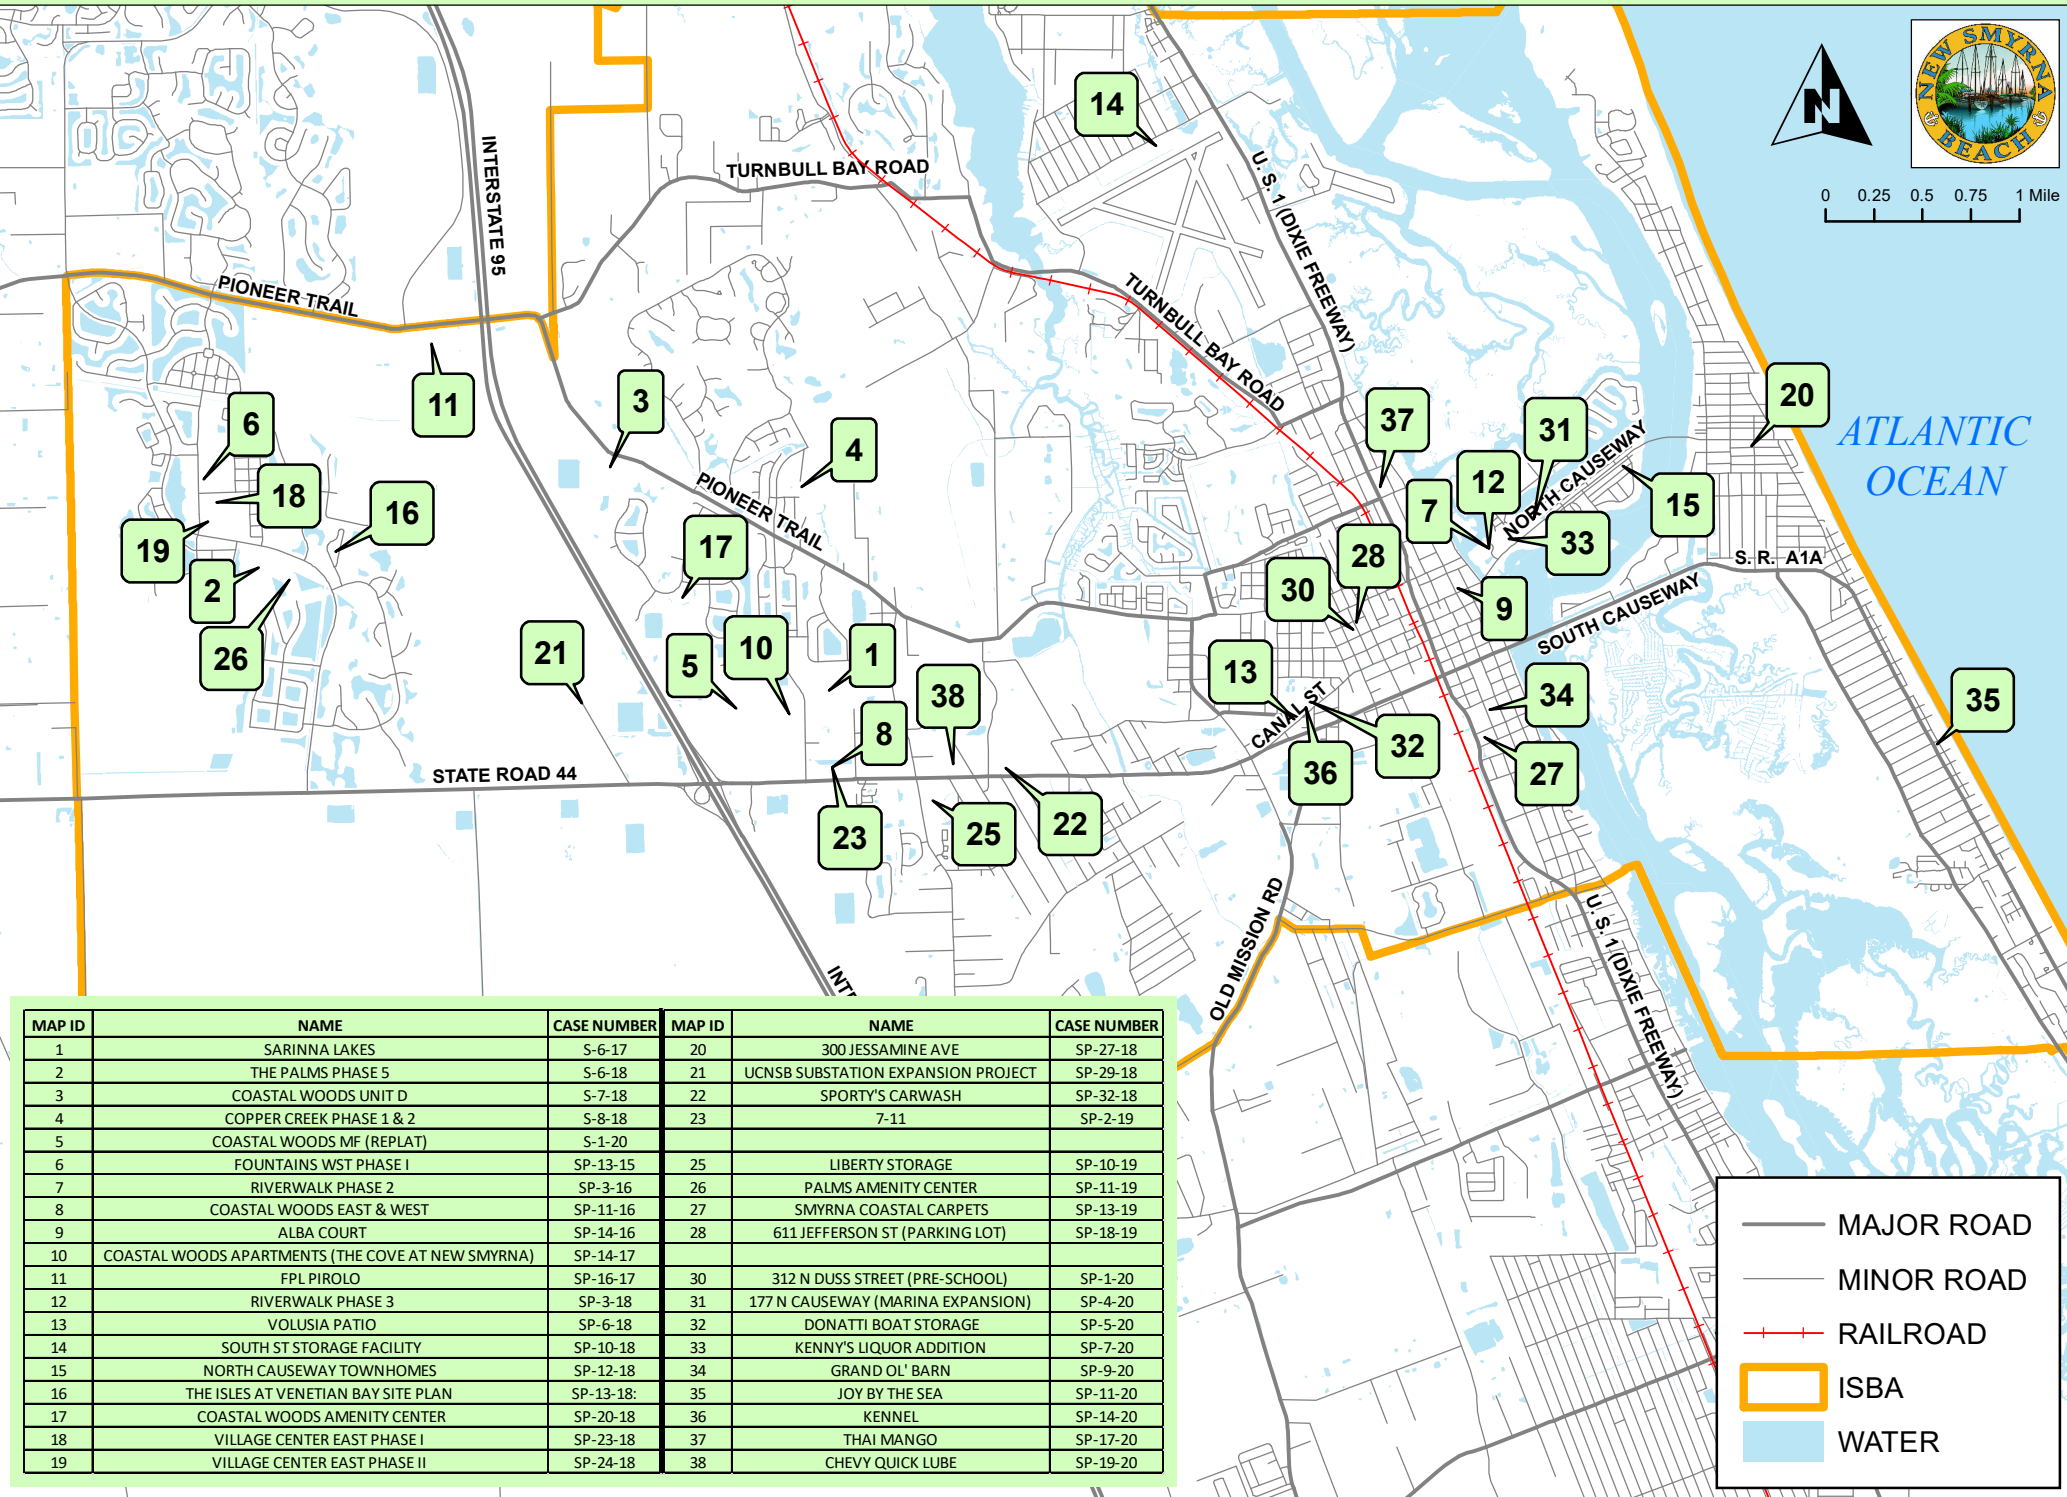 NEW SMYRNA
BEACH
N
0 0.25 0.5 0.75 1 Mile
14
INTERSTATE 95
TURNBULL BAY ROAD
U. S. 1 (DIXIE FREEWAY)
PIONEER TRAIL
TURNBULL BAY ROAD
11
3
20
6
4
37
31
ATLANTIC
OCEAN
NORTH CAUSEWAY
18
16
PIONEER TRAIL
12
7
15
19
17
28
33
2
30
9
S. R. A1A
SOUTH CAUSEWAY
26
21
5
10
1
13
38
34
35
8
CANAL ST
32
36
27
STATE ROAD 44
23
25
22
OLD MISSION RD
U. S. 1 (DIXIE FREEWAY)
INTE
MAP ID NAME CASE NUMBER MAP ID NAME CASE NUMBER
1 SARINNA LAKES S-6-17 20 300 JESSAMINE AVE SP-27-18
2 THE PALMS PHASE 5 S-6-18 21 UCNSB SUBSTATION EXPANSION PROJECT SP-29-18
3 COASTAL WOODS UNIT D S-7-18 22 SPORTY'S CARWASH SP-32-18
4 COPPER CREEK PHASE 1 & 2 S-8-18 23 7-11 SP-2-19
5 COASTAL WOODS MF (REPLAT) S-1-20
6 FOUNTAINS WST PHASE I SP-13-15 25 LIBERTY STORAGE SP-10-19
7 RIVERWALK PHASE 2 SP-3-16 26 PALMS AMENITY CENTER SP-11-19
8 COASTAL WOODS EAST & WEST SP-11-16 27 SMYRNA COASTAL CARPETS SP-13-19
9 ALBA COURT SP-14-16 28 611 JEFFERSON ST (PARKING LOT) SP-18-19
10 COASTAL WOODS APARTMENTS (THE COVE AT NEW SMYRNA) SP-14-17
11 FPL PIROLO SP-16-17 30 312 N DUSS STREET (PRE-SCHOOL) SP-1-20
12 RIVERWALK PHASE 3 SP-3-18 31 177 N CAUSEWAY (MARINA EXPANSION) SP-4-20
13 VOLUSIA PATIO SP-6-18 32 DONATTI BOAT STORAGE SP-5-20
14 SOUTH ST STORAGE FACILITY SP-10-18 33 KENNY'S LIQUOR ADDITION SP-7-20
15 NORTH CAUSEWAY TOWNHOMES SP-12-18 34 GRAND OL' BARN SP-9-20
16 THE ISLES AT VENETIAN BAY SITE PLAN SP-13-18: 35 JOY BY THE SEA SP-11-20
17 COASTAL WOODS AMENITY CENTER SP-20-18 36 KENNEL SP-14-20
18 VILLAGE CENTER EAST PHASE I SP-23-18 37 THAI MANGO SP-17-20
19 VILLAGE CENTER EAST PHASE II SP-24-18 38 CHEVY QUICK LUBE SP-19-20
MAJOR ROAD
MINOR ROAD
RAILROAD
ISBA
WATER